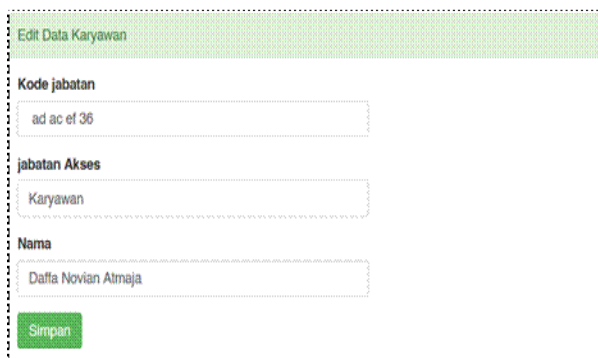 Edit Data Karyawan
Kode jabatan
ad ac ef 36
jabatan Akses
Karyawan
Nama
Daffa Novian Atmaja
Simpan